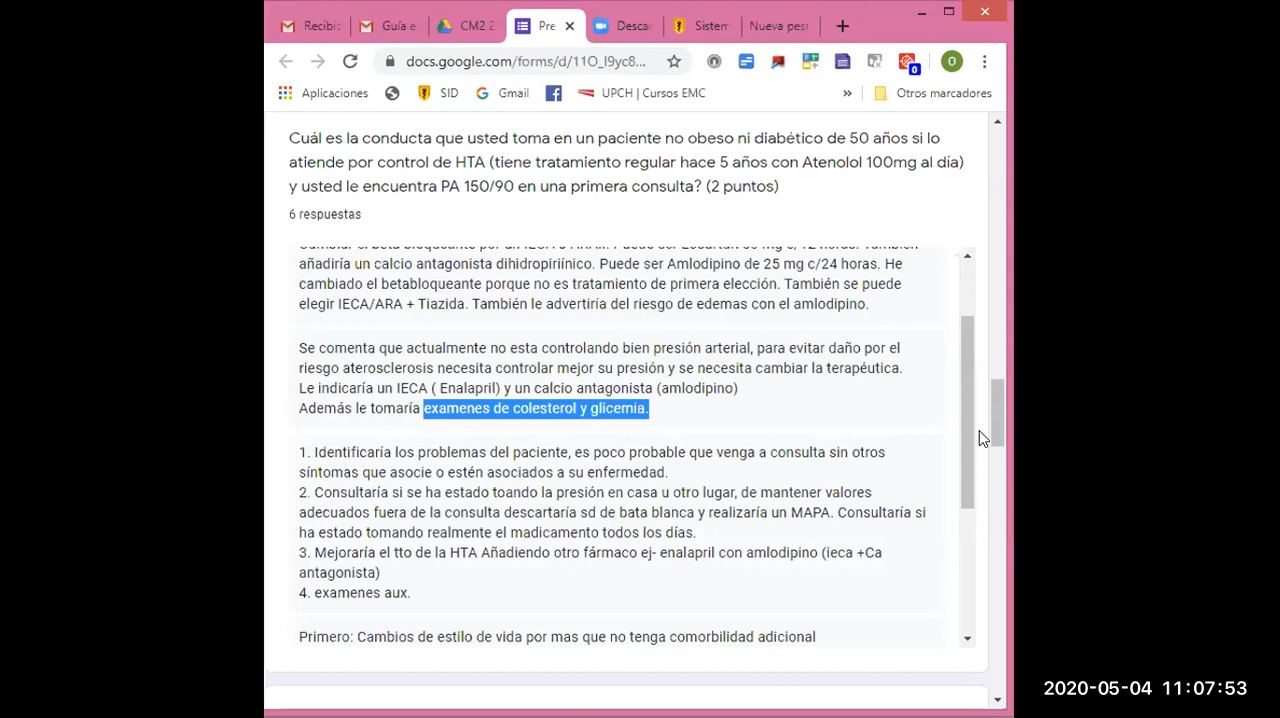 Recibi
Guía e
CM2 2
Pre
Descar
Sistem
Nueva pest
docs.google.com/forms/d/11O_I9yc8...
0
O
Aplicaciones
SID
Gmail
UPCH | Cursos EMC
»
Otros marcadores
Cuál es la conducta que usted toma en un paciente no obeso ni diabético de 50 años si lo
atiende por control de HTA (tiene tratamiento regular hace 5 años con Atenolol 100mg al día)
y usted le encuentra PA 150/90 en una primera consulta? (2 puntos)
6 respuestas
añadiría un calcio antagonista dihidropiriínico. Puede ser Amlodipino de 25 mg c/24 horas. He
cambiado el betabloqueante porque no es tratamiento de primera elección. También se puede
elegir IECA/ARA + Tiazida. También le advertiría del riesgo de edemas con el amlodipino.
Se comenta que actualmente no esta controlando bien presión arterial, para evitar daño por el
riesgo aterosclerosis necesita controlar mejor su presión y se necesita cambiar la terapéutica.
Le indicaría un IECA ( Enalapril) y un calcio antagonista (amlodipino)
Además le tomaría examenes de colesterol y glicemia.
1. Identificaría los problemas del paciente, es poco probable que venga a consulta sin otros
síntomas que asocie o estén asociados a su enfermedad.
2. Consultaría si se ha estado toando la presión en casa u otro lugar, de mantener valores
adecuados fuera de la consulta descartaría sd de bata blanca y realizaría un MAPA. Consultaría si
ha estado tomando realmente el madicamento todos los días.
3. Mejoraría el tto de la HTA Añadiendo otro fármaco ej- enalapril con amlodipino (ieca +Ca
antagonista)
4. examenes aux.
Primero: Cambios de estilo de vida por mas que no tenga comorbilidad adicional
2020-05-04 11:07:53